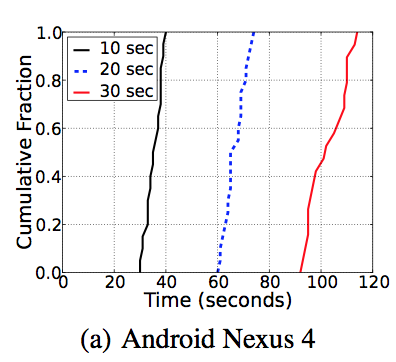 1.0
0.8
0.6
0.4
0.2
0.0
Cumulative Fraction
10 sec
20 sec
30 sec
0 20 40 60 80 100 120
Time (seconds)
(a) Android Nexus 4